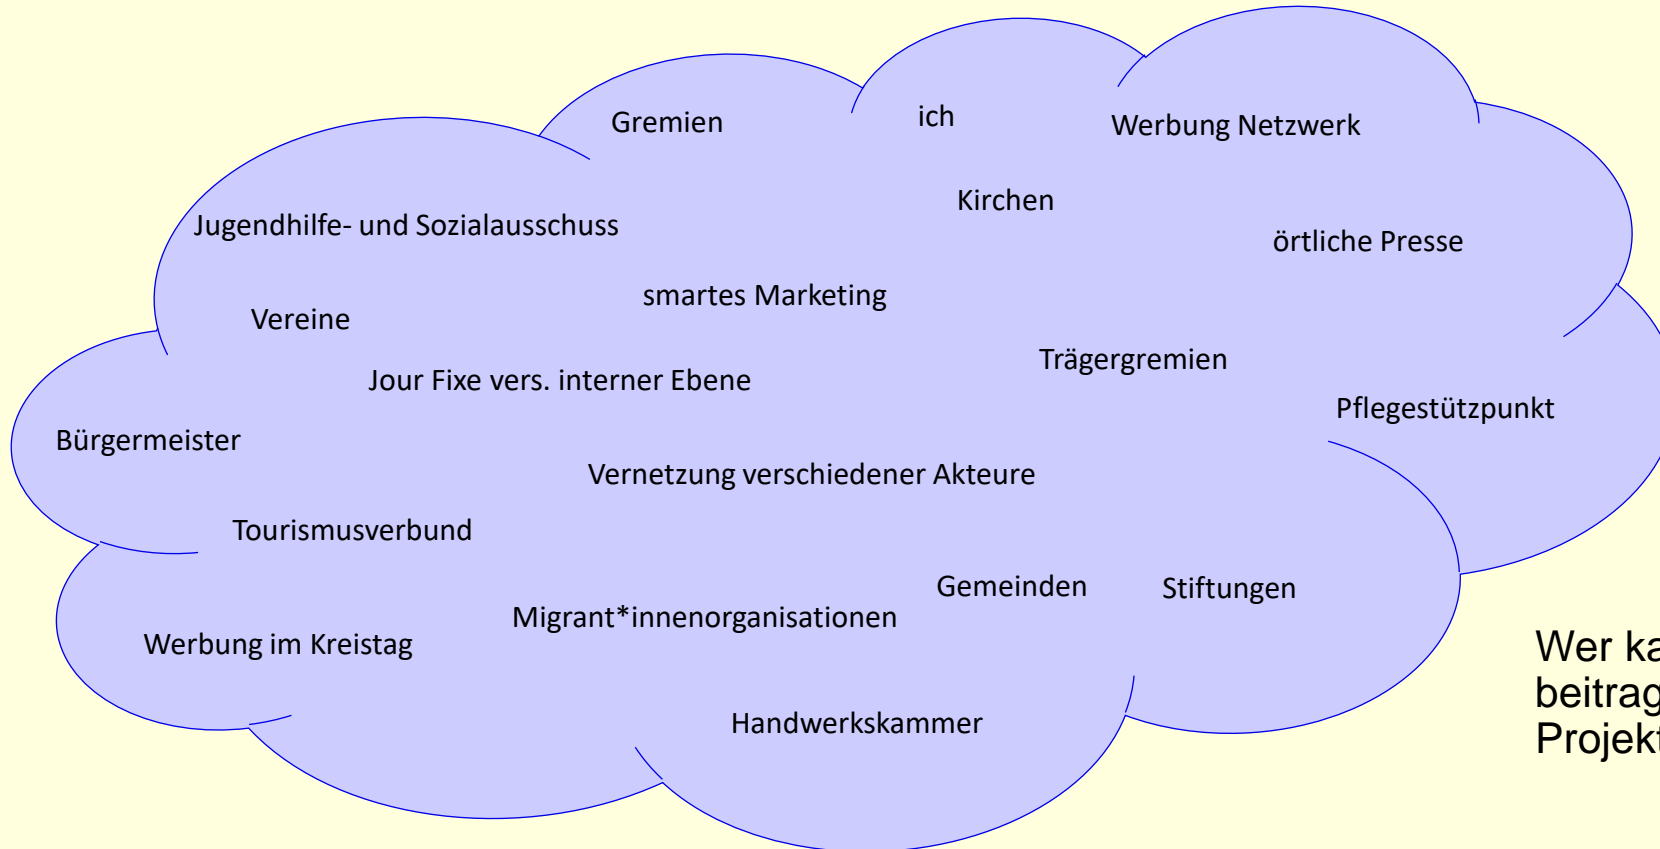 Gremien
ich
Werbung Netzwerk
Kirchen
Jugendhilfe- und Sozialausschuss
örtliche Presse
smartes Marketing
Vereine
Trägergremien
Jour Fixe vers. interner Ebene
Pflegestützpunkt
Bürgermeister
Vernetzung verschiedener Akteure
Tourismusverbund
Gemeinden
Stiftungen
Migrant*innenorganisationen
Werbung im Kreistag
Handwerkskammer
Wer